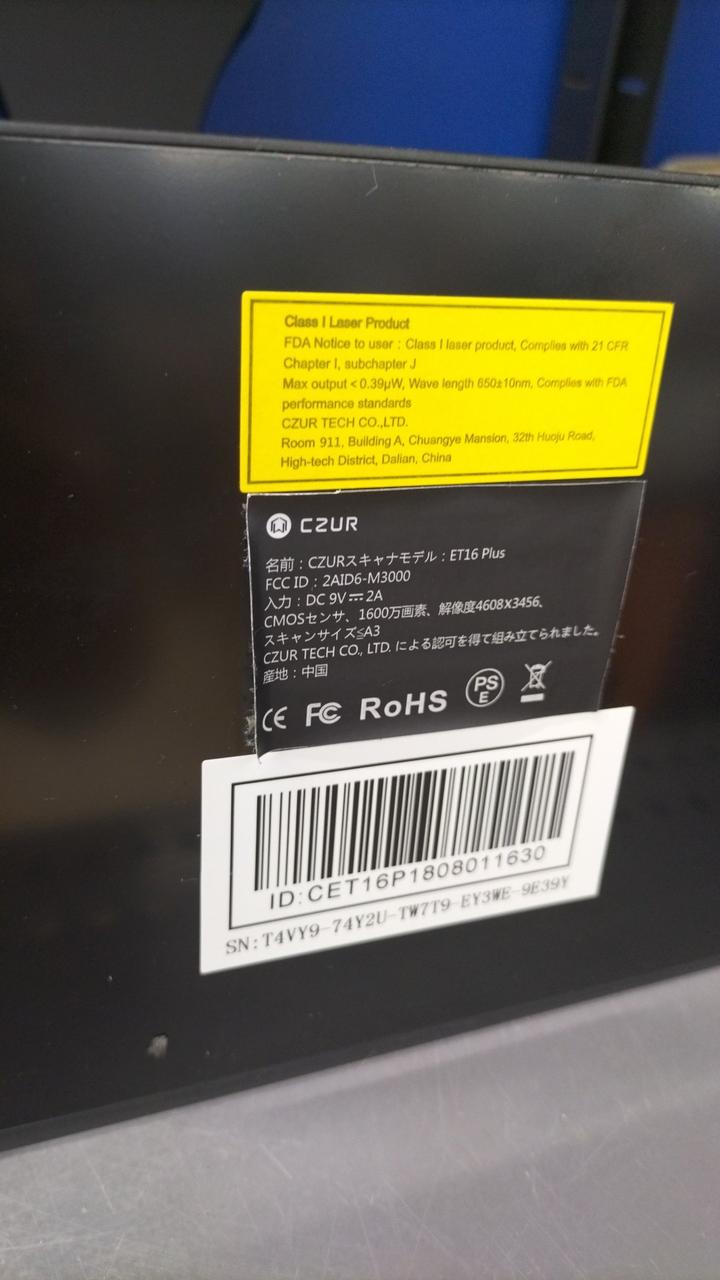 Class I Laser Product
FDA Notice to user : Class I laser product, Complies with 21 CFR
Chapter I, subchapter J
Max output < 0.39μW, Wave length 650±10nm, Complies with FDA
performance standards
CZUR TECH CO.,LTD.
Room 911, Building A, Chuangye Mansion, 32th Huoju Road,
High-tech District, Dalian, China
CZUR
名前：CZURスキャナモデル：ET16 Plus
FCC ID：2AID6-M3000
入力：DC 9V⎓2A
CMOSセンサ、1600万画素、解像度4608X3456、
スキャンサイズ≦A3
CZUR TECH CO., LTD. による認可を得て組み立てられました。
産地：中国
CE FC RoHS PSE
ID:CET16P1808011630
SN:T4VY9-74Y2U-TW7T9-EY3WE-9E39Y